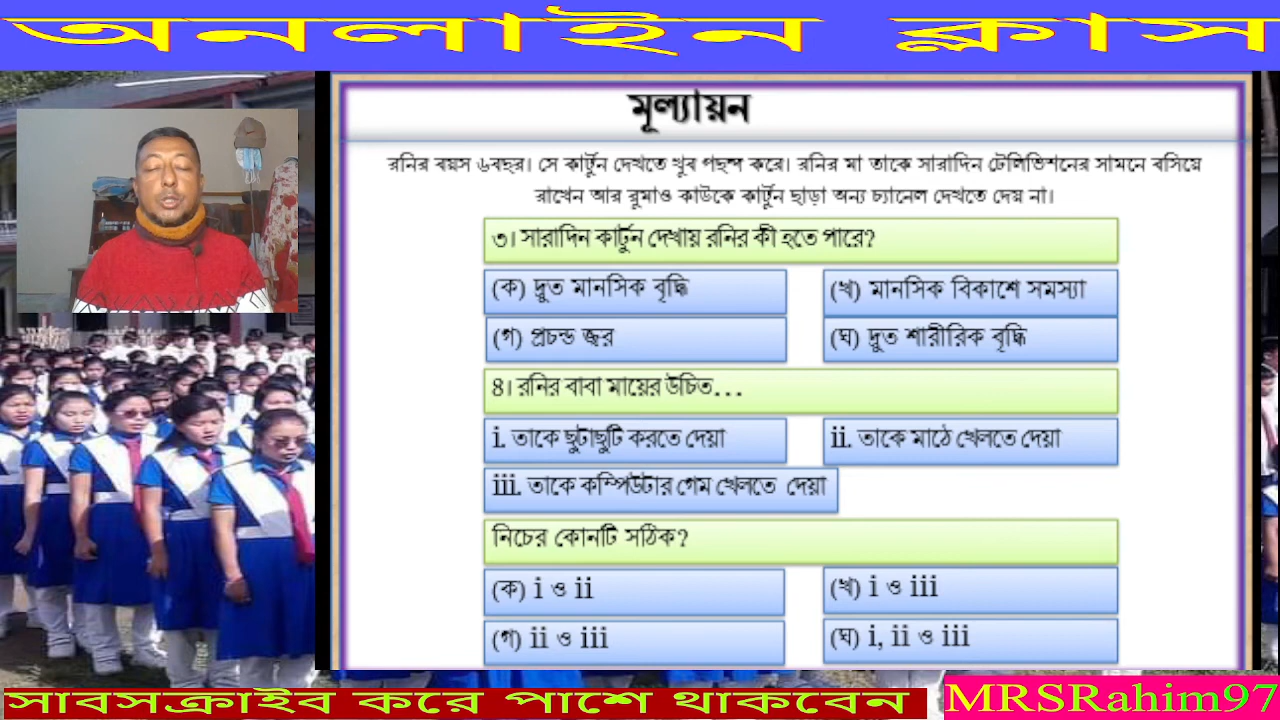 অনলাইন ক্লাস
মূল্যায়ন
রনির বয়স ৬বছর। সে কার্টুন দেখতে খুব পছন্দ করে। রনির মা তাকে সারাদিন টেলিভিশনের সামনে বসিয়ে
রাখেন আর রুমাও কাউকে কার্টুন ছাড়া অন্য চ্যানেল দেখতে দেয় না।
৩। সারাদিন কার্টুন দেখায় রনির কী হতে পারে?
(ক) দ্রুত মানসিক বৃদ্ধি
(খ) মানসিক বিকাশে সমস্যা
(গ) প্রচন্ড জ্বর
(ঘ) দ্রুত শারীরিক বৃদ্ধি
8। রনির বাবা মায়ের উচিত...
i. তাকে ছুটাছুটি করতে দেয়া
ii. তাকে মাঠে খেলতে দেয়া
iii. তাকে কম্পিউটার গেম খেলতে দেয়া
নিচের কোনটি সঠিক?
(ক) i ও ii
(খ) i ও iii
(গ) ii ও iii
(ঘ) i, ii ও iii
সাবসক্রাইব করে পাশে থাকবেন
MRSRahim97